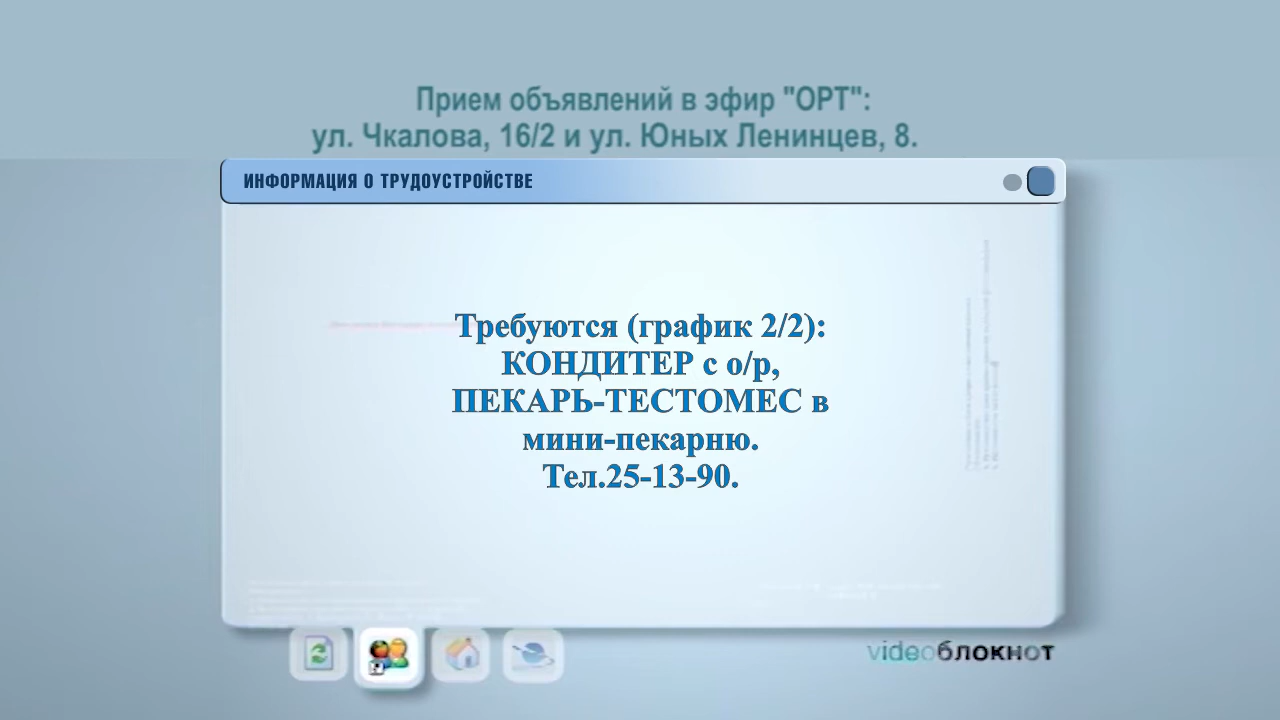 Прием объявлений в эфир "ОРТ":
ул. Чкалова, 16/2 и ул. Юных Ленинцев, 8.
ИНФОРМАЦИЯ О ТРУДОУСТРОЙСТВЕ
Требуются (график 2/2):
КОНДИТЕР с о/р,
ПЕКАРЬ-ТЕСТОМЕС в
мини-пекарню.
Тел.25-13-90.
videoблокнот